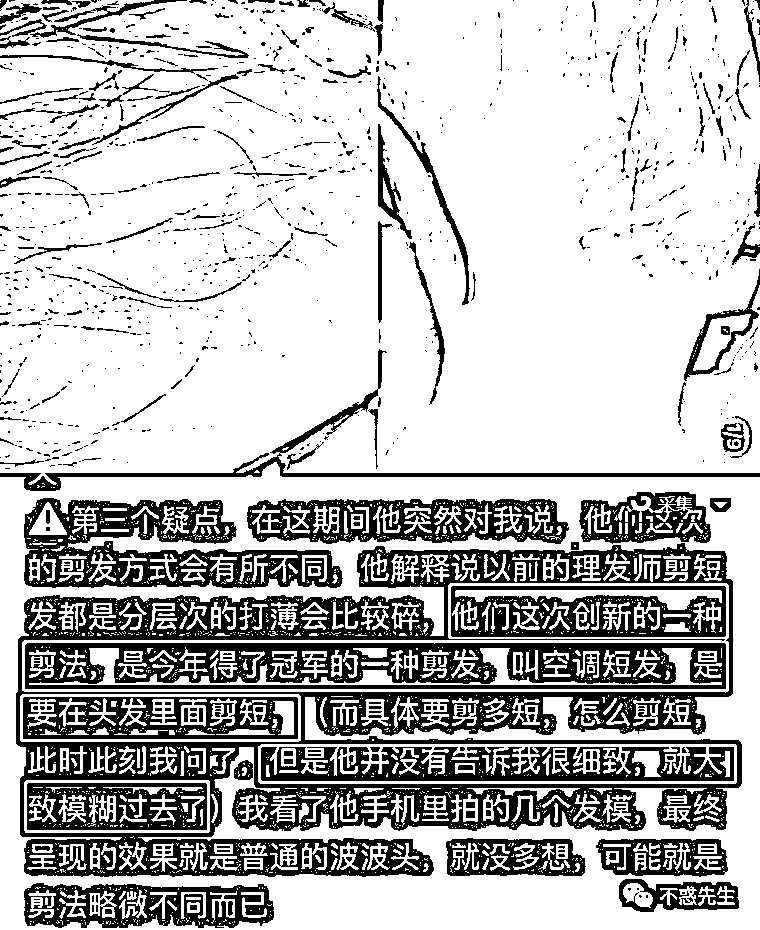 采集
⚠第三个疑点，在这期间他突然对我说，他们这次
的剪发方式会有所不同，他解释说以前的理发师剪短
发都是分层次的打薄会比较碎，他们这次创新的一种
剪法，是今年得了冠军的一种剪发，叫空调短发，是
要在头发里面剪短，（而具体要剪多短，怎么剪短，
此时此刻我问了，但是他并没有告诉我很细致，就大
致模糊过去了）我看了他手机里拍的几个发模，最终
呈现的效果就是普通的波波头，就没多想，可能就是
剪法略微不同而已
不惑先生